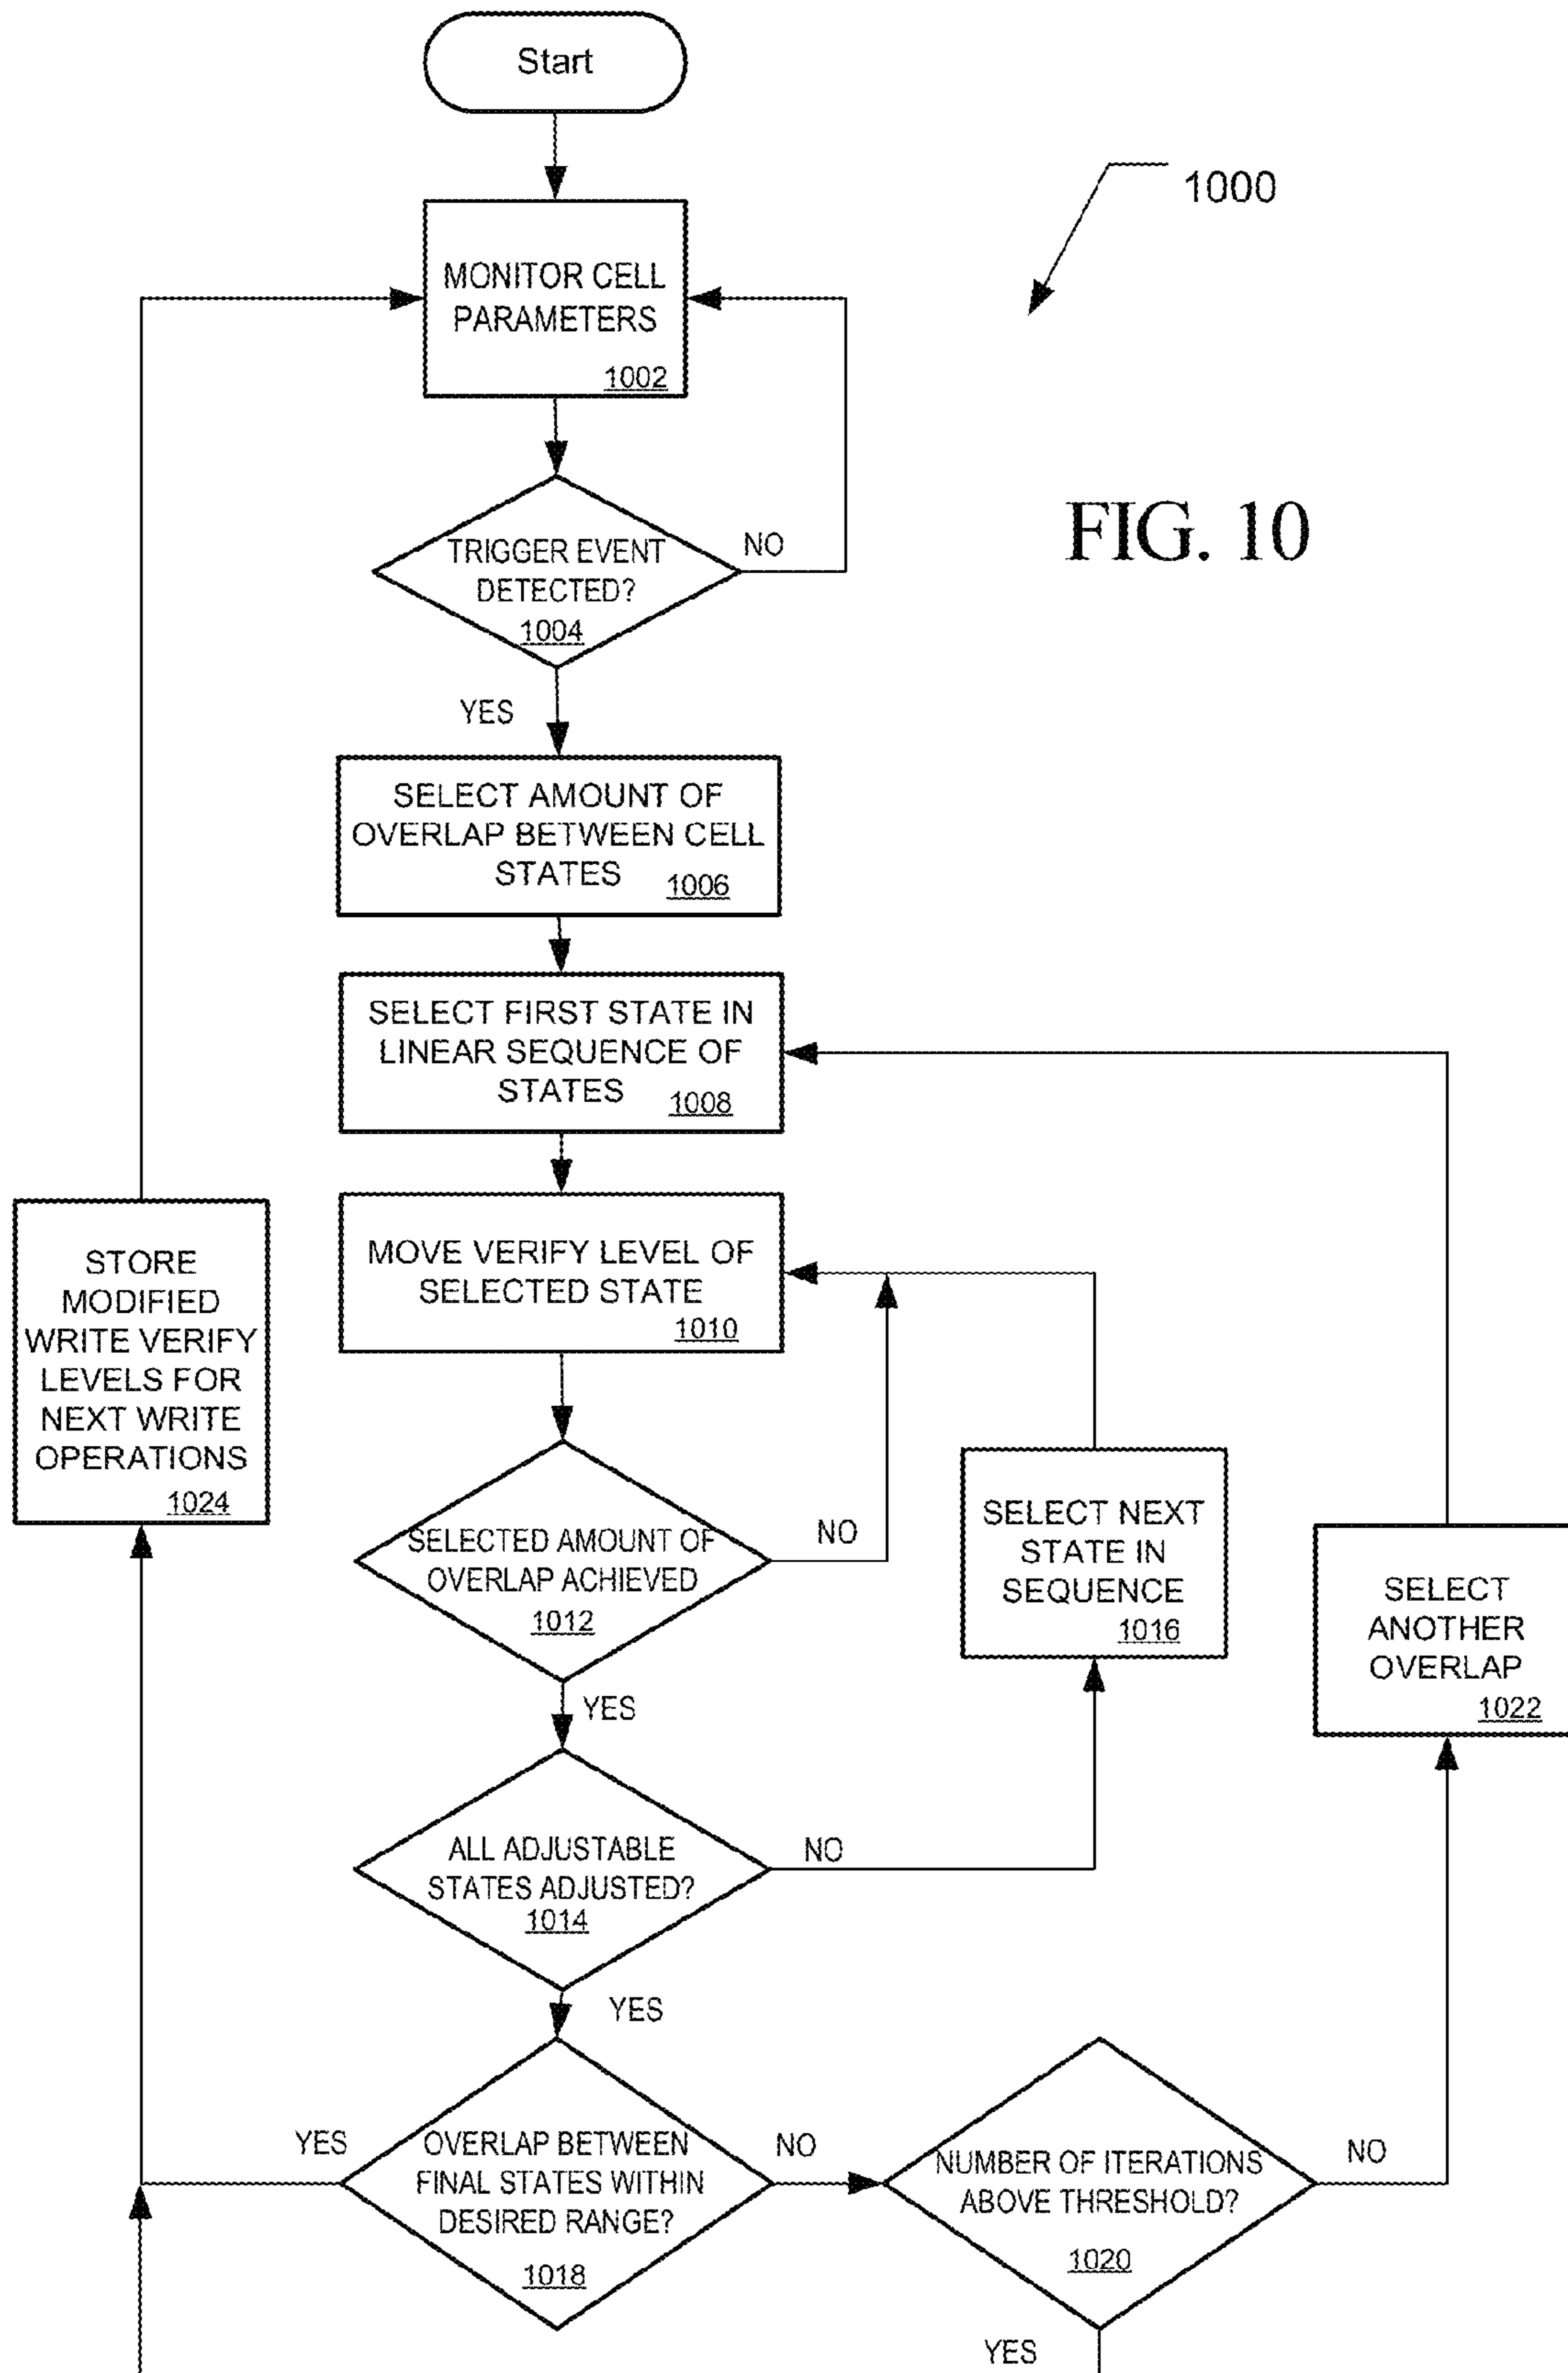 Start
1000
MONITOR CELL
PARAMETERS
1002
FIG. 10
TRIGGER EVENT
DETECTED?
1004
NO
YES
SELECT AMOUNT OF
OVERLAP BETWEEN CELL
STATES
1006
SELECT FIRST STATE IN
LINEAR SEQUENCE OF
STATES
1008
MOVE VERIFY LEVEL OF
SELECTED STATE
1010
STORE
MODIFIED
WRITE VERIFY
LEVELS FOR
NEXT WRITE
OPERATIONS
1024
SELECTED AMOUNT OF
OVERLAP ACHIEVED
1012
NO
SELECT NEXT
STATE IN
SEQUENCE
1016
SELECT
ANOTHER
OVERLAP
1022
YES
ALL ADJUSTABLE
STATES ADJUSTED?
1014
NO
YES
OVERLAP BETWEEN
FINAL STATES WITHIN
DESIRED RANGE?
1018
YES
NO
NUMBER OF ITERATIONS
ABOVE THRESHOLD?
1020
NO
YES